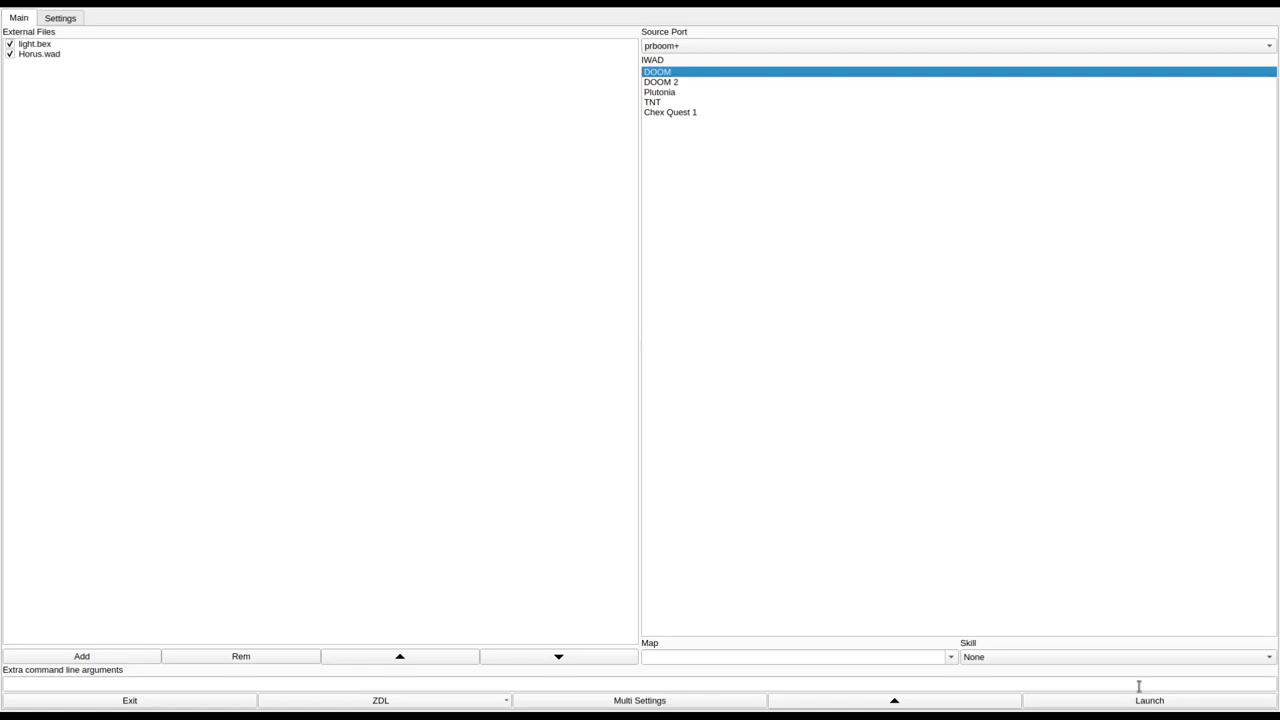 Main Settings
External Files
light.bex
Horus.wad
Source Port
prboom+
IWAD
DOOM
DOOM 2
Plutonia
TNT
Chex Quest 1
Map Skill
None
Add Rem
Extra command line arguments
Exit ZDL Multi Settings Launch